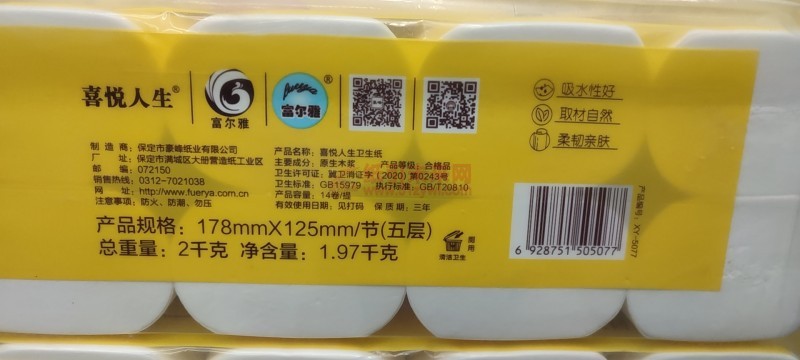 喜悦人生®
富尔雅
fuerya
富尔雅
®
吸水性好
取材自然
柔韧亲肤
制 造 商：保定市豪峰纸业有限公司
厂 址：保定市满城区大册营造纸工业区
邮 编：072150
销售热线：0312-7021038
网 址：http://www.fuerya.com.cn
注意事项：防火、防潮、勿压
产品名称：喜悦人生卫生纸
主要成分：原生木浆 产品等级：合格品
卫生许可证：冀卫消证字（2020）第0243号
卫生标准：GB15979 执行标准：GB/T20810
产品容量：14卷/提
有效使用日期：见打码 保质期：三年
产品规格：178mmX125mm/节(五层)
总重量：2千克 净含量：1.97千克
厕用
清洁卫生
6 928751 505077
产品编号：XY-5077